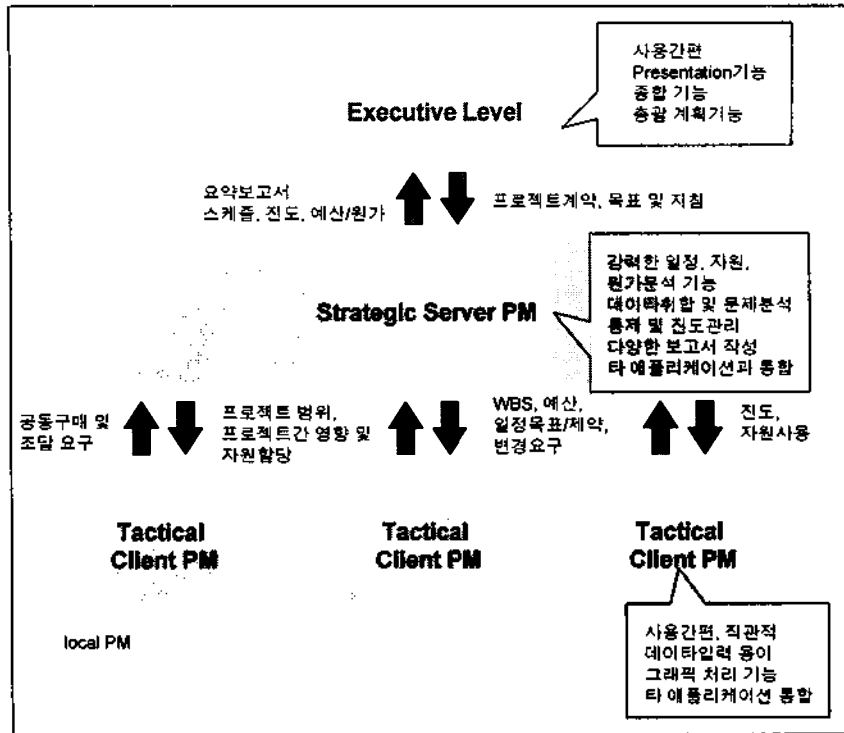 사용간편
Presentation기능
종합 기능
총괄 계획기능
Executive Level
요약보고서
스케줄, 진도, 예산/원가
프로젝트계약, 목표 및 지침
강력한 일정, 자원,
원가분석 기능
데이타취합 및 문제분석
통제 및 진도관리
다양한 보고서 작성
타 애플리케이션과 통합
Strategic Server PM
공동구매 및
조달 요구
프로젝트 범위,
프로젝트간 영향 및
자원할당
WBS, 예산,
일정목표/제약,
변경요구
진도,
자원사용
Tactical
Client PM
Tactical
Client PM
Tactical
Client PM
local PM
사용간편, 직관적
데이타입력 용이
그래픽 처리 기능
타 애플리케이션 통합